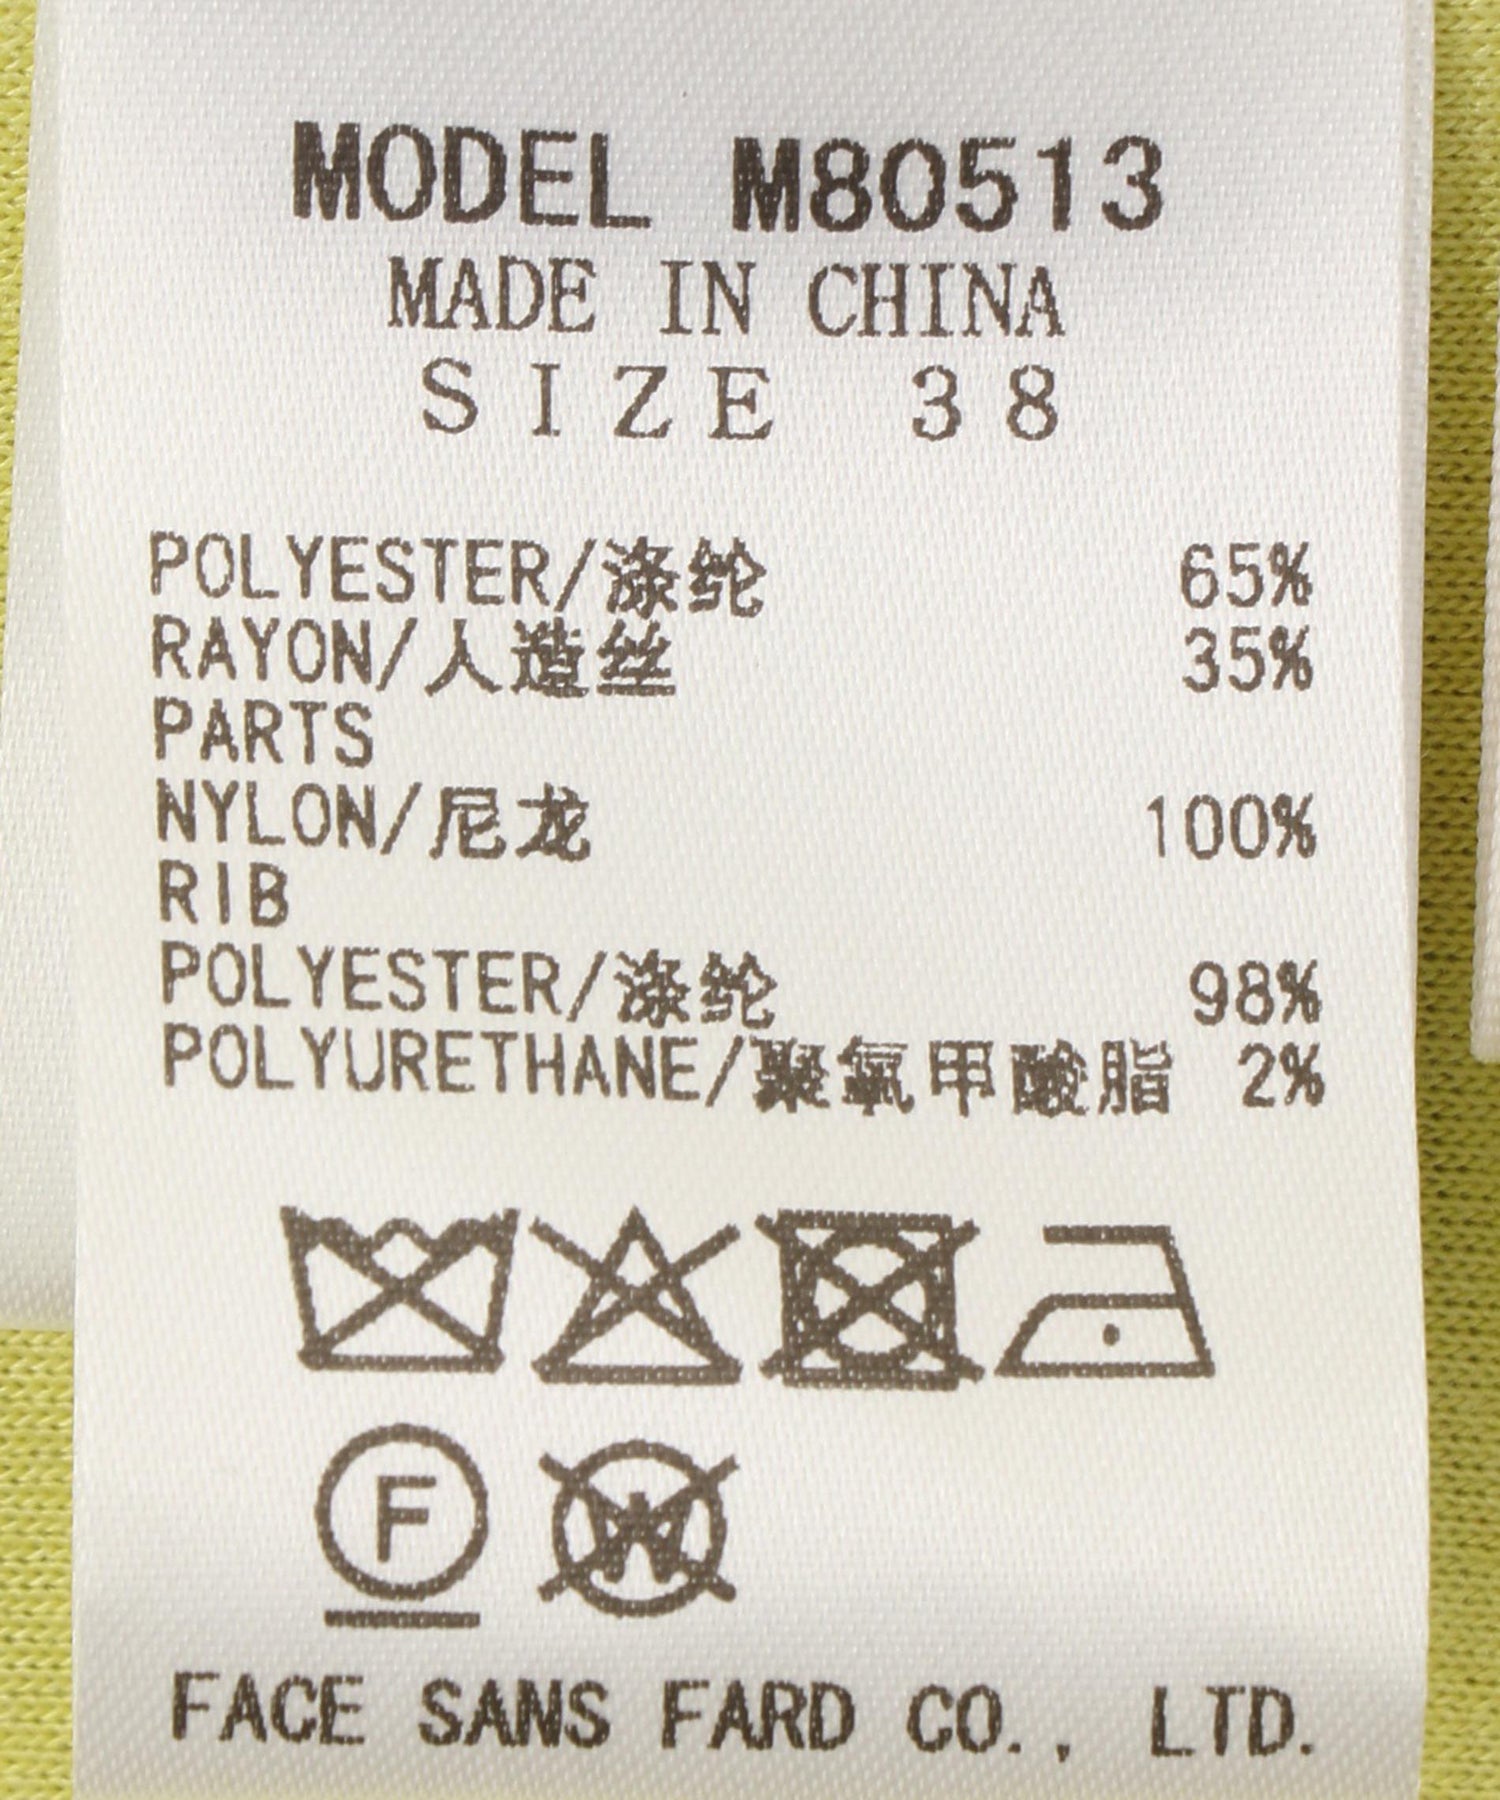 MODEL M80513
MADE IN CHINA
SIZE 38
POLYESTER/涤纶 65%
RAYON/人造丝 35%
PARTS
NYLON/尼龙 100%
RIB
POLYESTER/涤纶 98%
POLYURETHANE/聚氨甲酸脂 2%
F
W
FACE SANS FARD CO., LTD.